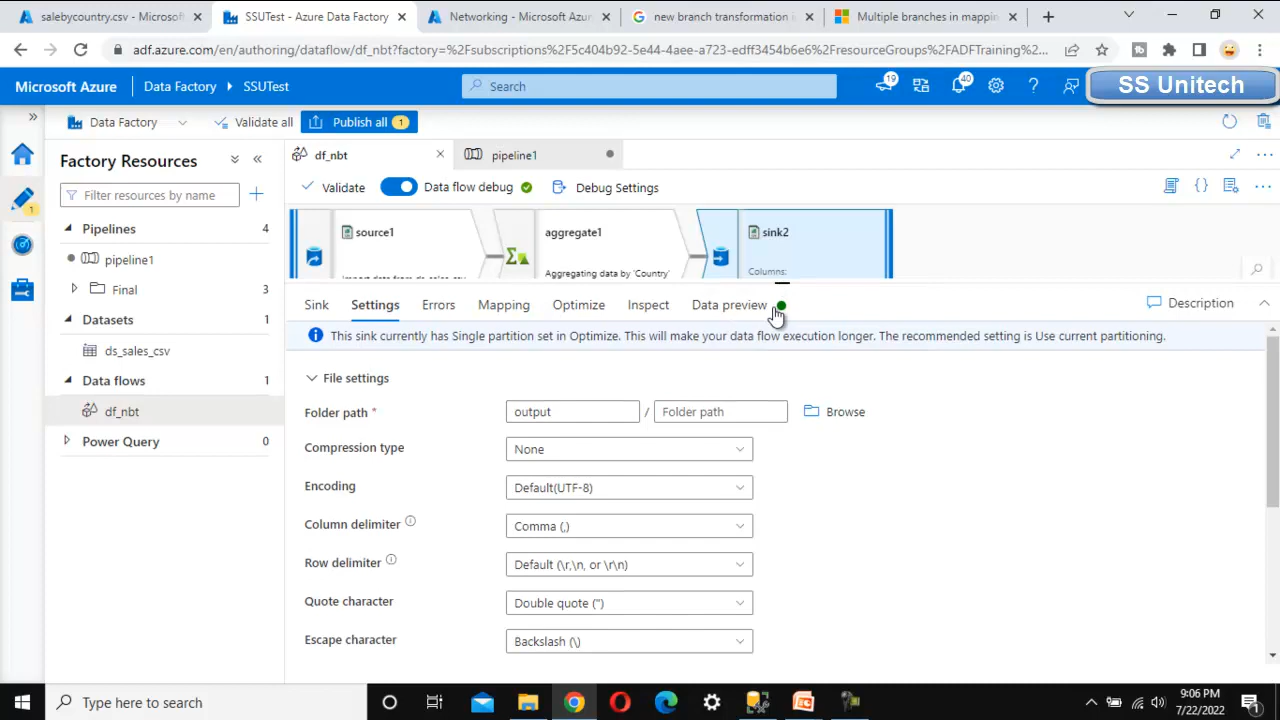 salebycountry.csv - Microsof
SSUTest - Azure Data Factory
Networking - Microsoft Azu
new branch transformation i
Multiple branches in mappin
adf.azure.com/en/authoring/dataflow/df_nbt?factory=%2Fsubscriptions%2F5c404b92-5e44-4aee-a723-edff3454b6e6%2FresourceGroups%2FADFTraining%2...
Microsoft Azure
Data Factory
SSUTest
Search
19
40
SS Unitech
Data Factory
Validate all
Publish all
1
Factory Resources
df_nbt
pipeline1
Filter resources by name
Validate
Data flow debug
Debug Settings
Pipelines
4
pipeline1
Final
3
Datasets
1
ds_sales_csv
Data flows
1
df_nbt
Power Query
0
source1
aggregate1
Aggregating data by 'Country'
sink2
Columns:
Sink
Settings
Errors
Mapping
Optimize
Inspect
Data preview
Description
This sink currently has Single partition set in Optimize. This will make your data flow execution longer. The recommended setting is Use current partitioning.
File settings
Folder path *
output
/
Folder path
Browse
Compression type
None
Encoding
Default(UTF-8)
Column delimiter
Comma (,)
Row delimiter
Default (\r,\n, or \r\n)
Quote character
Double quote (")
Escape character
Backslash (\)
Type here to search
9:06 PM
7/22/2022
1